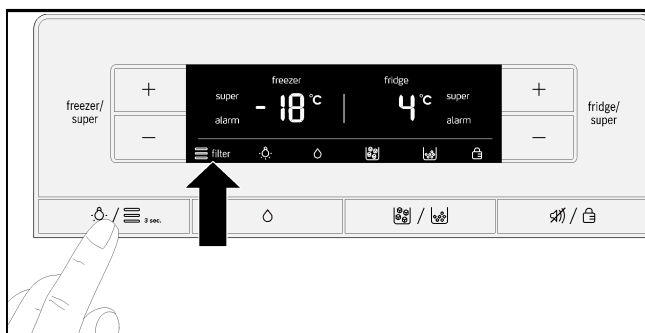 freezer/
super
+
−
super
alarm
freezer
-18 °C
fridge
4 °C
super
alarm
filter
+
−
fridge/
super
/ 3 sec.
/
/